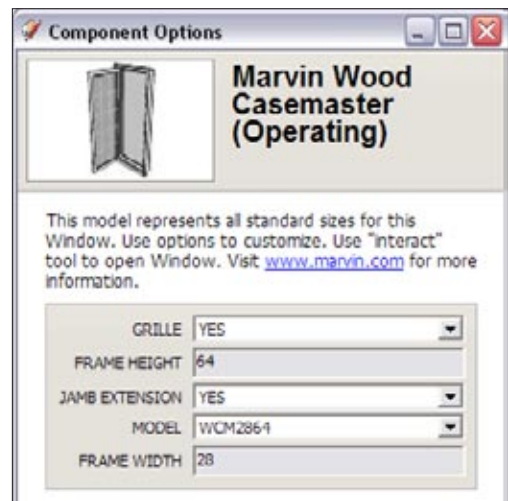 Component Options
Marvin Wood
Casemaster
(Operating)
This model represents all standard sizes for this
Window. Use options to customize. Use "interact"
tool to open Window. Visit www.marvin.com for more
information.
GRILLE YES
FRAME HEIGHT 64
JAMB EXTENSION YES
MODEL WCM2864
FRAME WIDTH 28